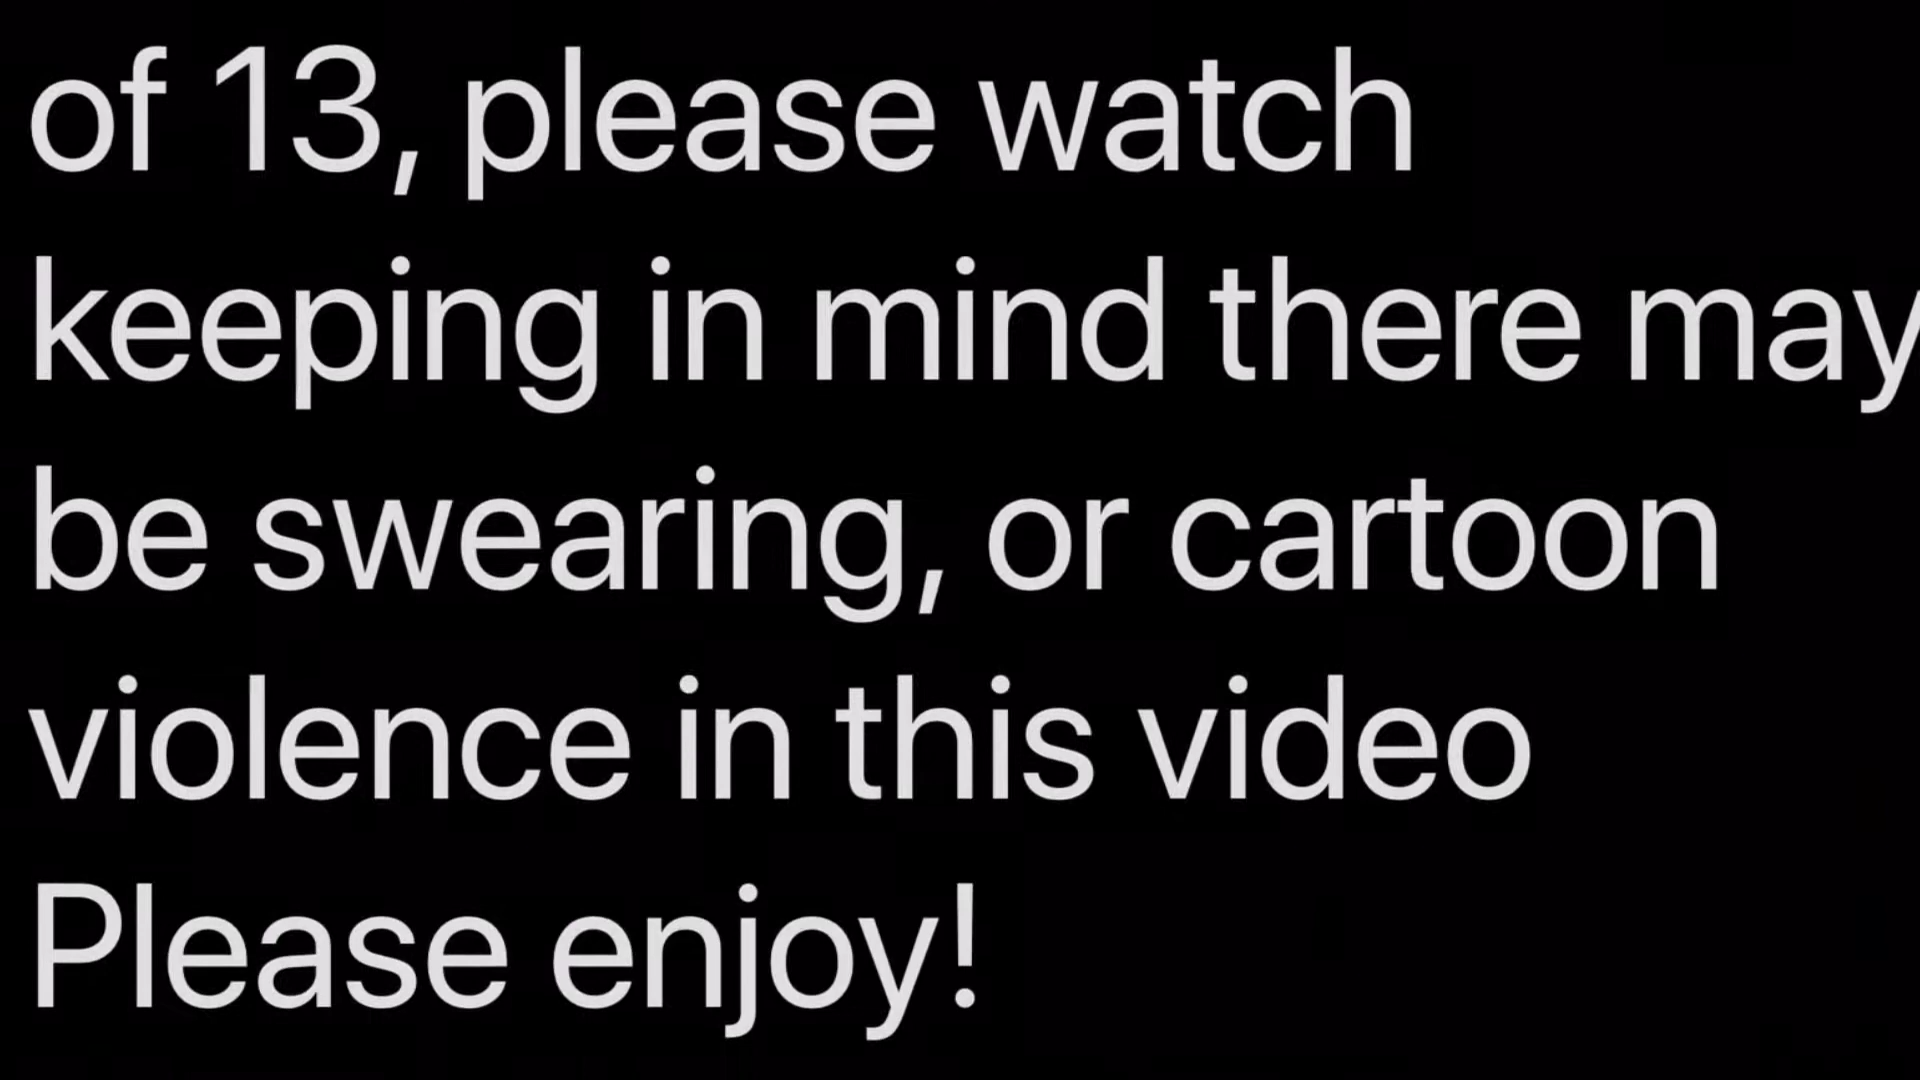 of 13, please watch
keeping in mind there may
be swearing, or cartoon
violence in this video
Please enjoy!